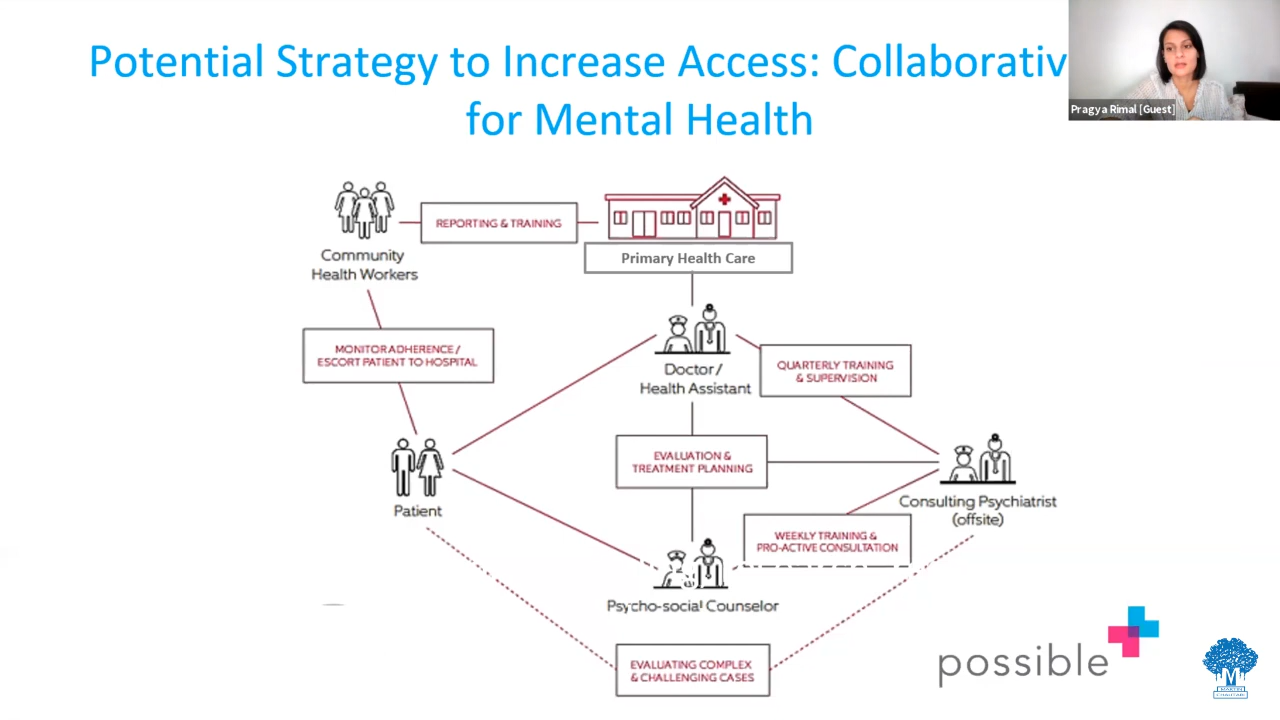 Potential Strategy to Increase Access: Collaborativ
for Mental Health
Pragya Rimal [Guest]
REPORTING & TRAINING
Community
Health Workers
Primary Health Care
MONITOR ADHERENCE /
ESCORT PATIENT TO HOSPITAL
Doctor /
Health Assistant
QUARTERLY TRAINING
& SUPERVISION
EVALUATION &
TREATMENT PLANNING
Patient
Consulting Psychiatrist
(offsite)
WEEKLY TRAINING &
PRO-ACTIVE CONSULTATION
Psycho-social Counselor
EVALUATING COMPLEX
& CHALLENGING CASES
possible
M